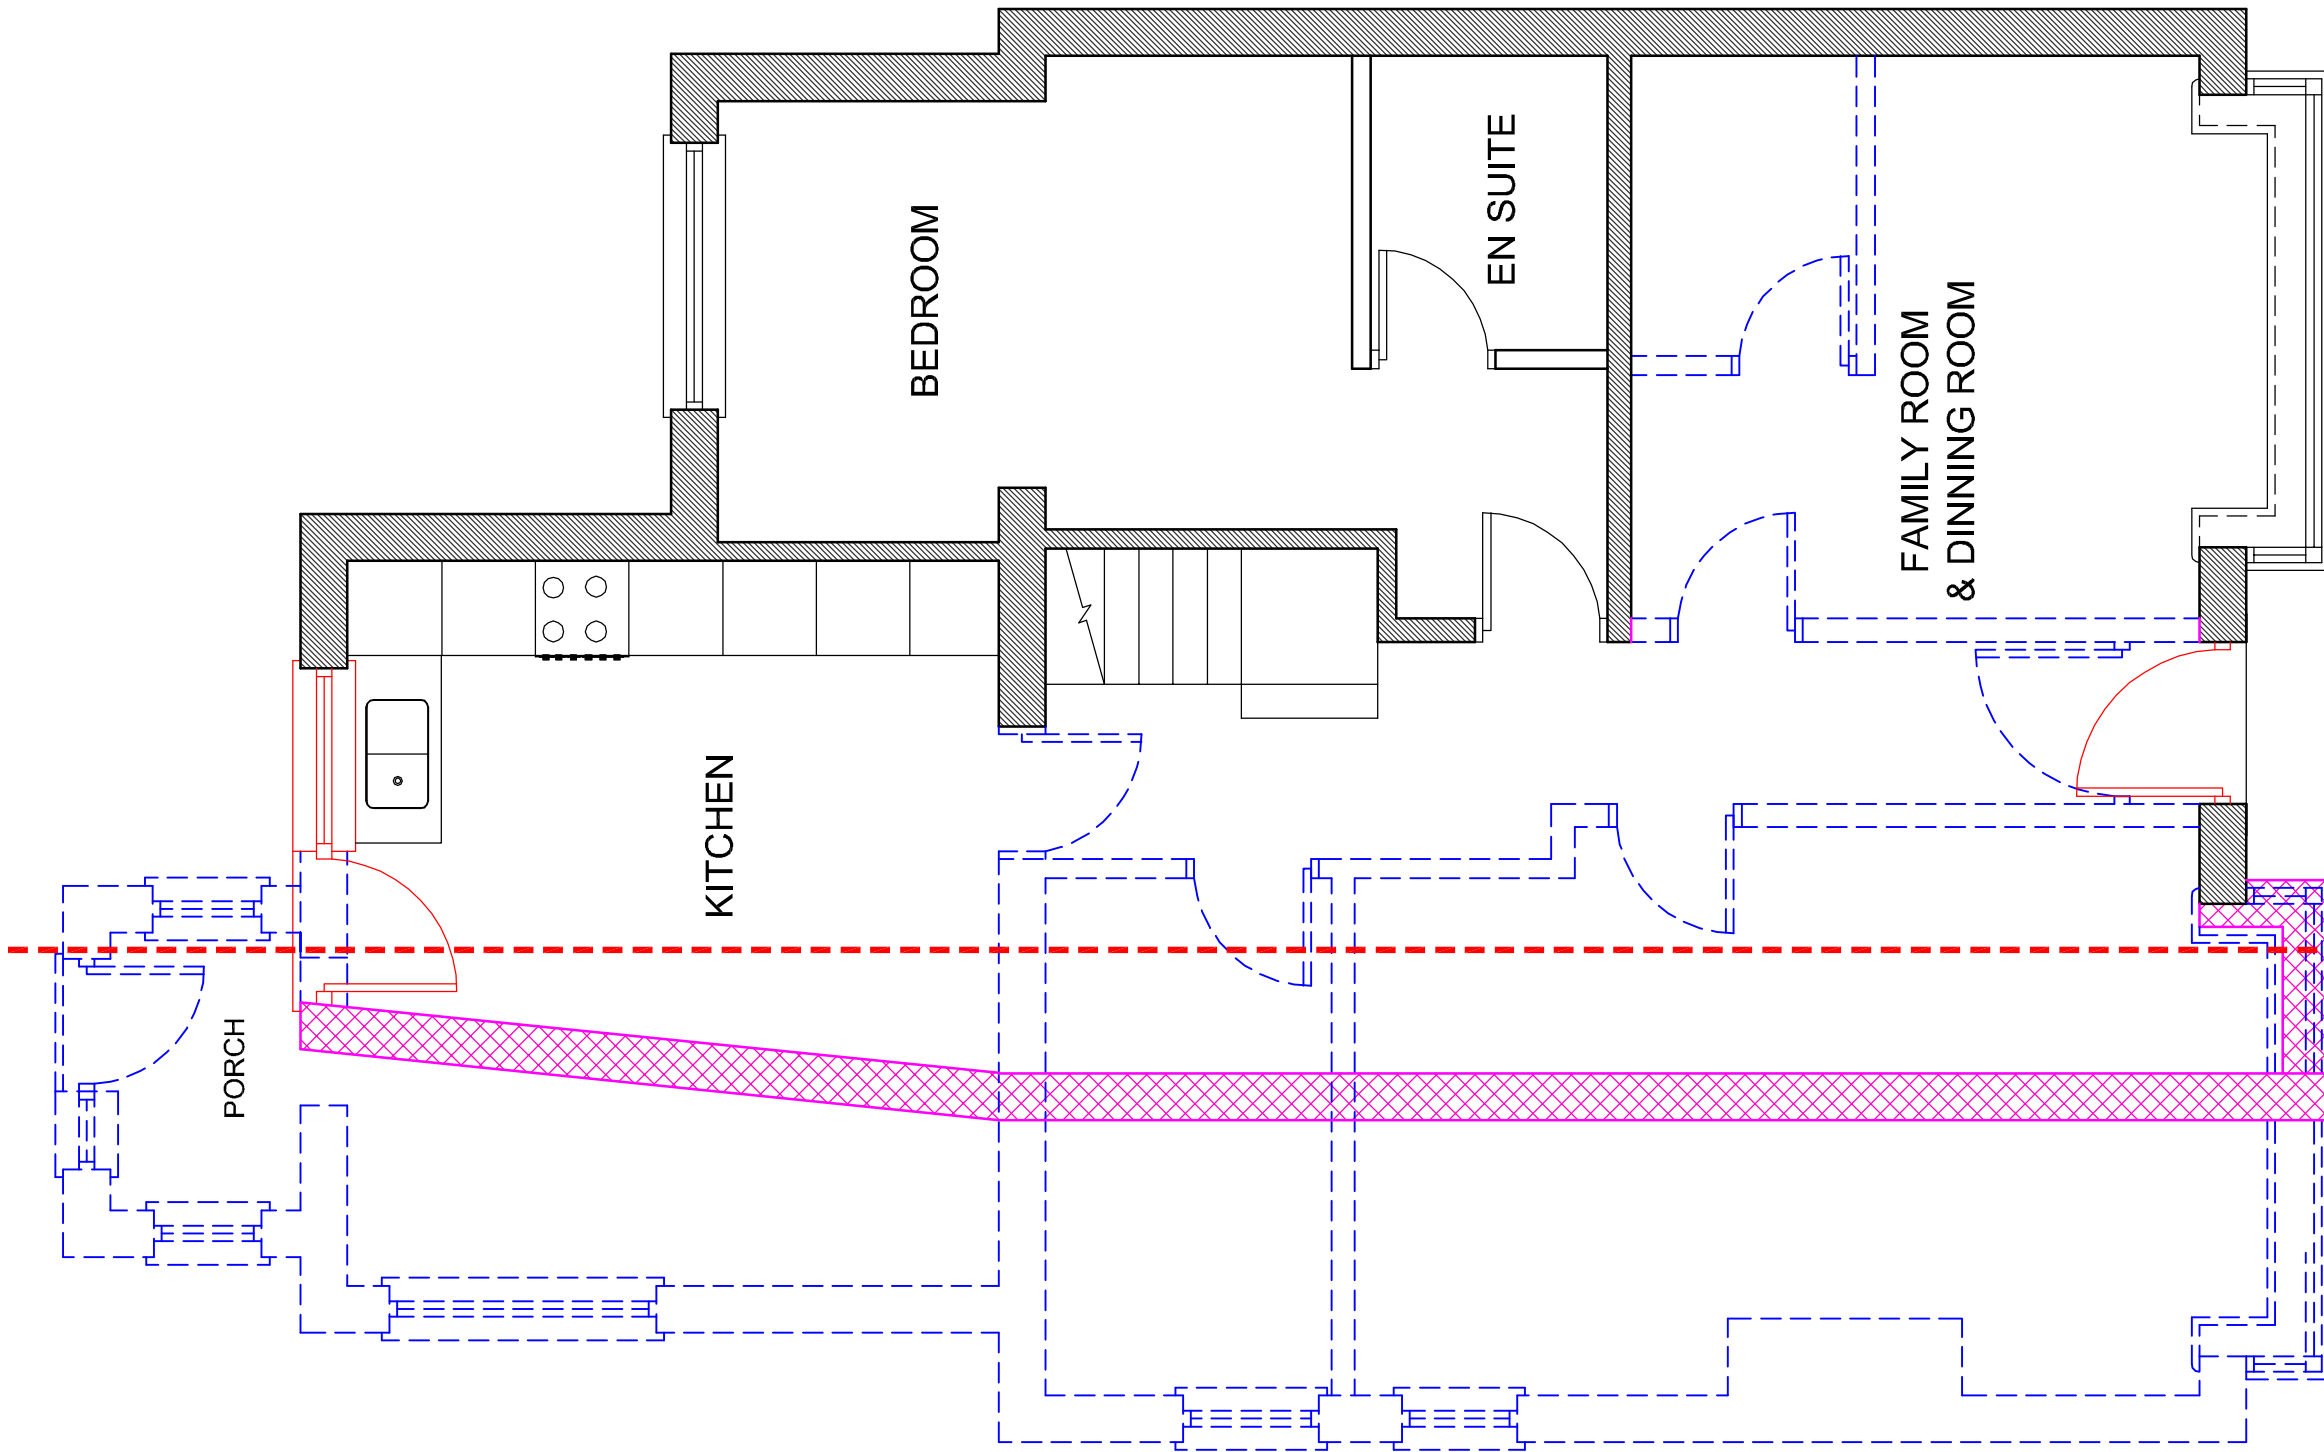 BEDROOM
EN SUITE
FAMILY ROOM
& DINNING ROOM
KITCHEN
PORCH